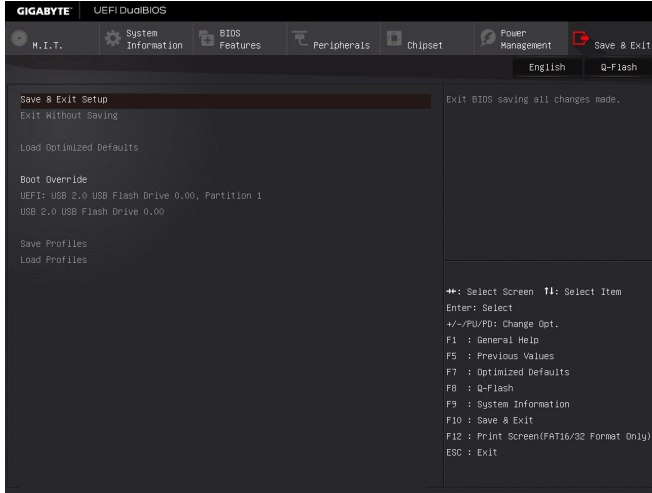 GIGABYTE™ UEFI DualBIOS
M.I.T.
System Information
BIOS Features
Peripherals
Chipset
Power Management
Save & Exit
English Q-Flash
Save & Exit Setup
Exit Without Saving
Load Optimized Defaults
Boot Override
UEFI: USB 2.0 USB Flash Drive 0.00, Partition 1
USB 2.0 USB Flash Drive 0.00
Save Profiles
Load Profiles
Exit BIOS saving all changes made.
→←: Select Screen ↑↓: Select Item
Enter: Select
+/-/PU/PD: Change Opt.
F1 : General Help
F5 : Previous Values
F7 : Optimized Defaults
F8 : Q-Flash
F9 : System Information
F10 : Save & Exit
F12 : Print Screen(FAT16/32 Format Only)
ESC : Exit